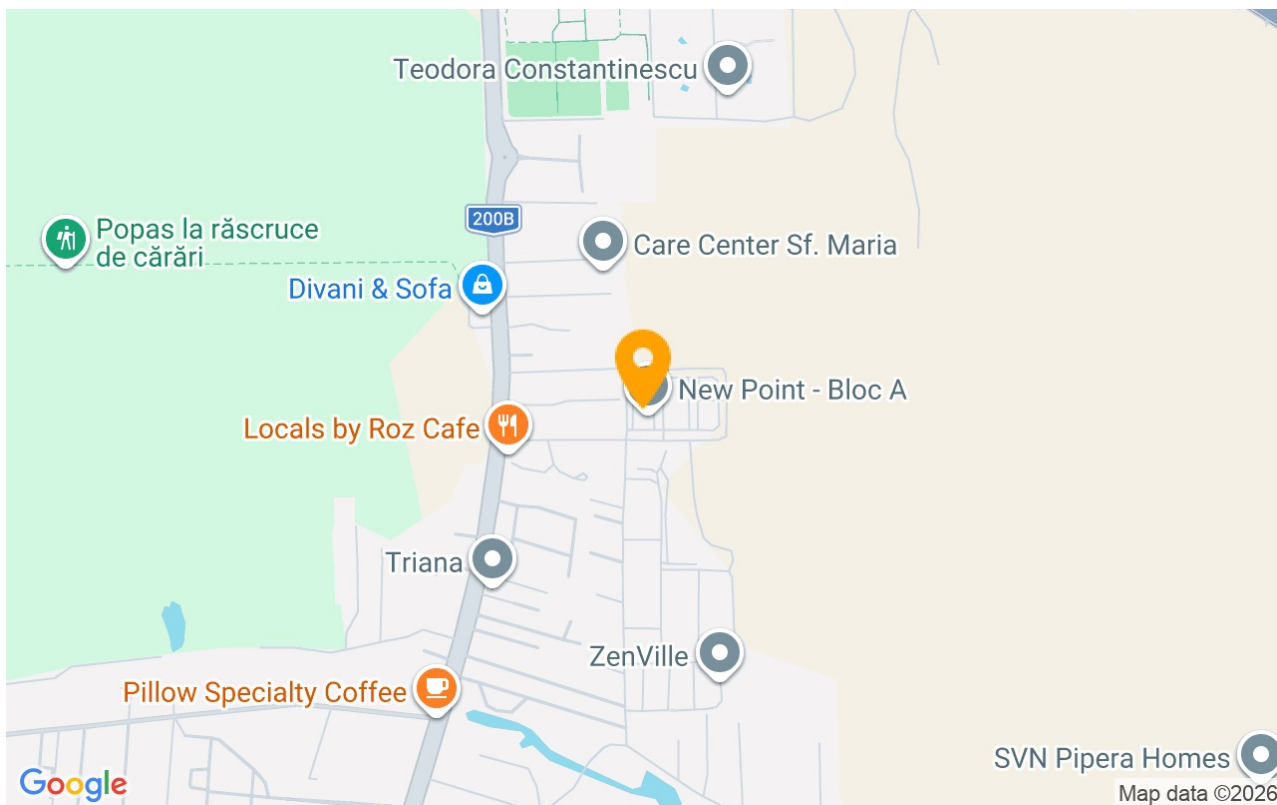 Teodora Constantinescu
200B
Popas la răscruce
de cărări
Care Center Sf. Maria
Divani & Sofa
New Point - Bloc A
Locals by Roz Cafe
Triana
ZenVille
Pillow Specialty Coffee
SVN Pipera Homes
Google
Map data ©2026